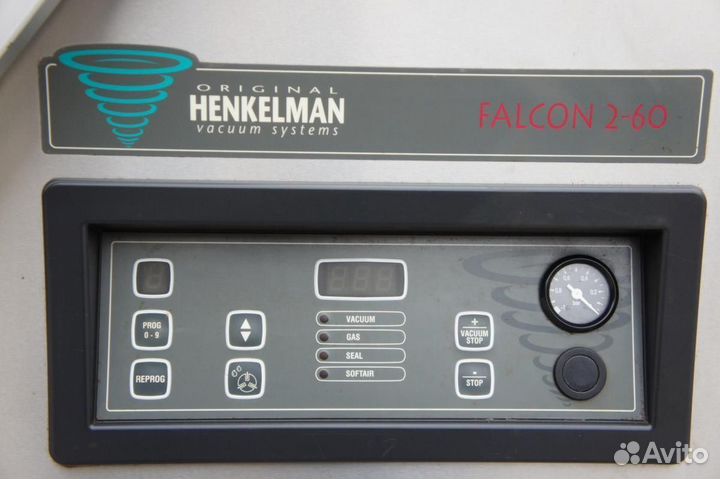 ORIGINAL
HENKELMAN
vacuum systems
FALCON 2-60
PROG
0 - 9
REPROG
VACUUM
GAS
SEAL
SOFTAIR
+
VACUUM
STOP
-
STOP
Avito